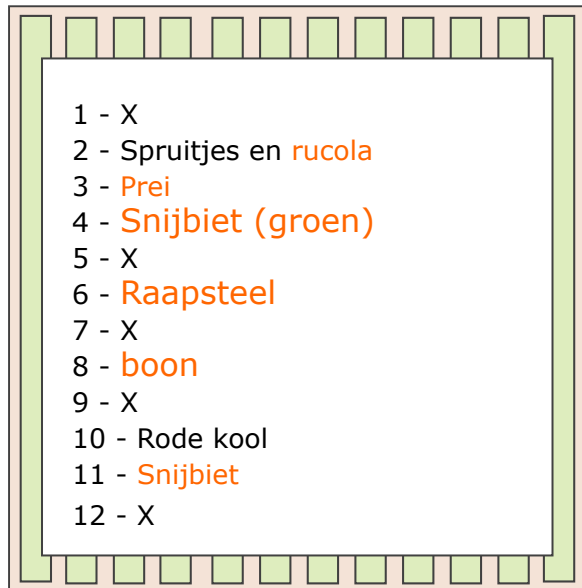 1 - X
2 - Spruitjes en rucola
3 - Prei
4 - Snijbiet (groen)
5 - X
6 - Raapsteel
7 - X
8 - boon
9 - X
10 - Rode kool
11 - Snijbiet
12 - X